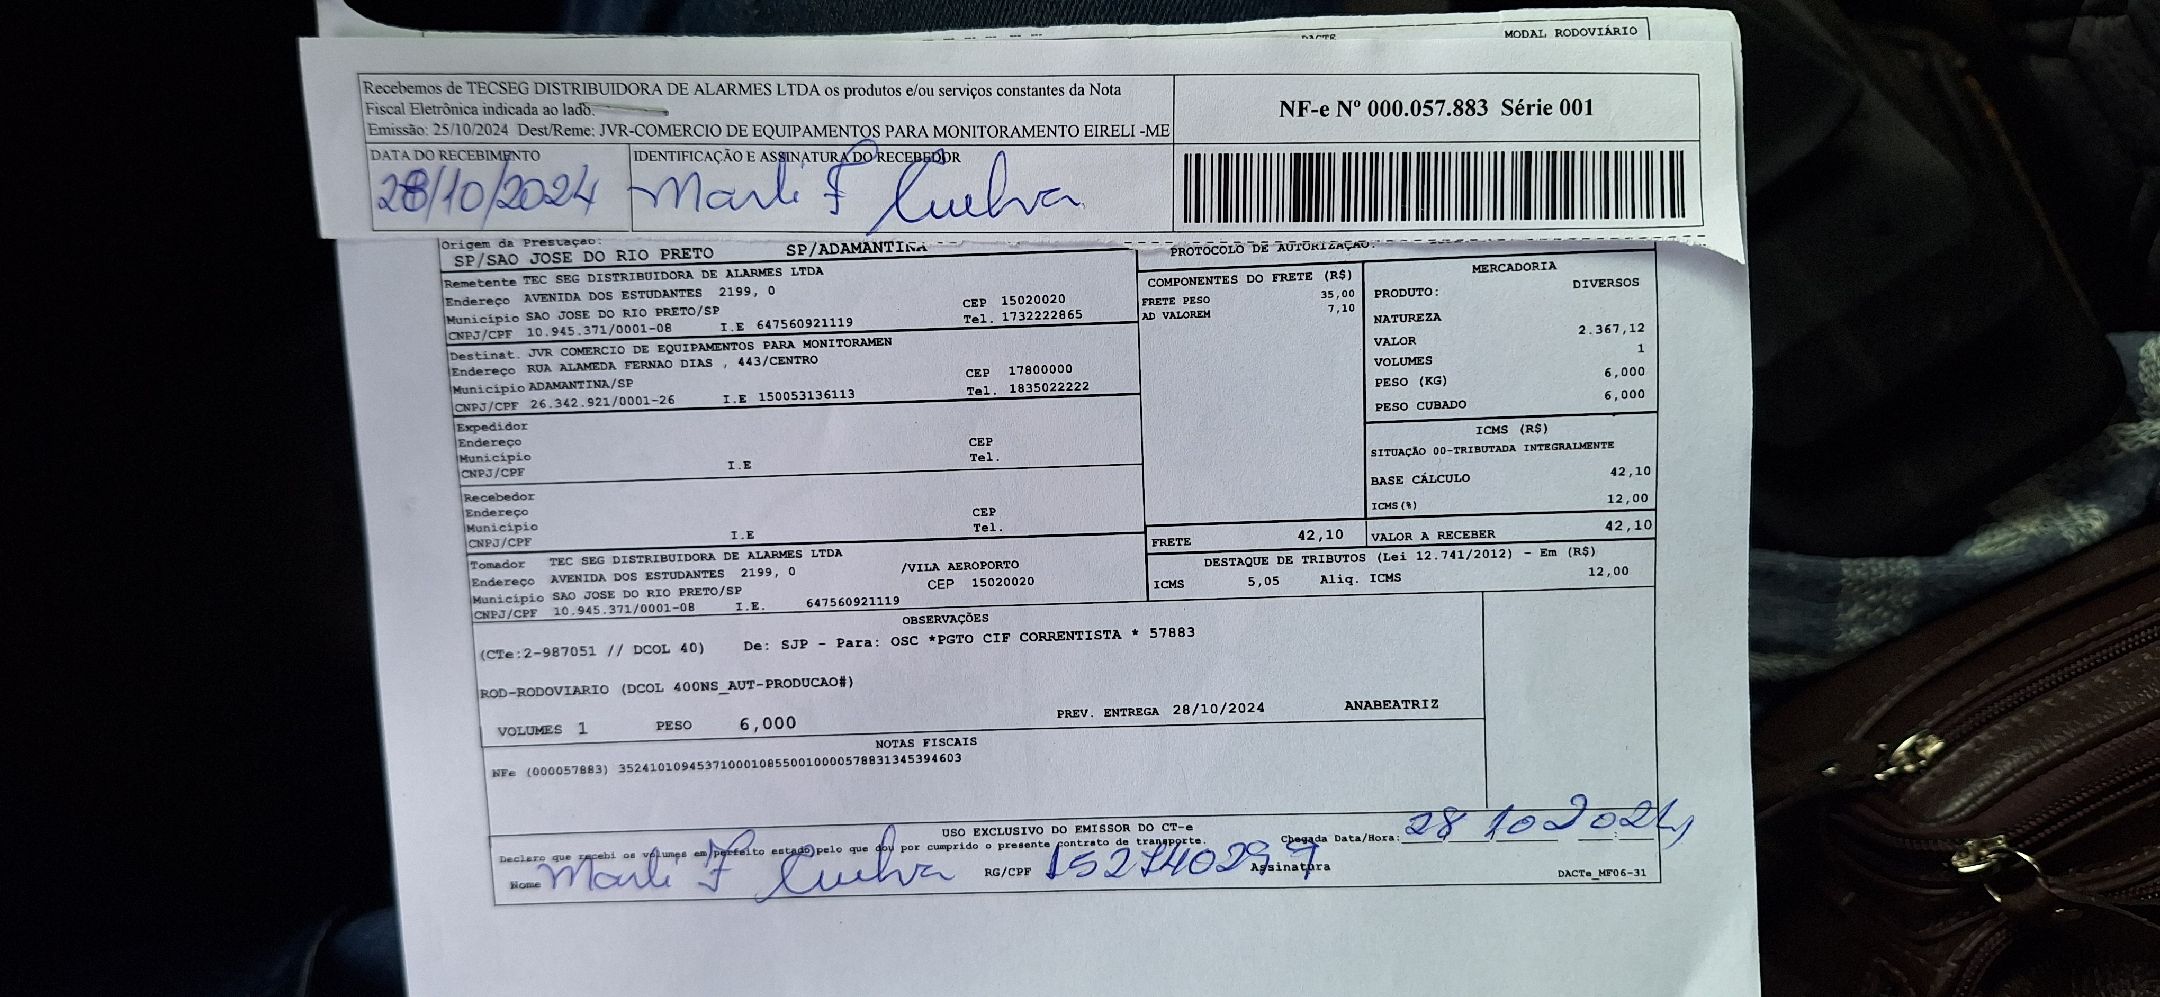 MODAL RODOVIÁRIO
Recebemos de TECSEG DISTRIBUIDORA DE ALARMES LTDA os produtos e/ou serviços constantes da Nota
Fiscal Eletrônica indicada ao lado.
Emissão: 25/10/2024 Dest/Reme: JVR-COMERCIO DE EQUIPAMENTOS PARA MONITORAMENTO EIRELI -ME
NF-e Nº 000.057.883 Série 001
DATA DO RECEBIMENTO
28/10/2024
IDENTIFICAÇÃO E ASSINATURA DO RECEBEDOR
Marli F
Origem da Prestação:
SP/SAO JOSE DO RIO PRETO SP/ADAMANTINA
PROTOCOLO DE AUTORIZAÇAO:
Remetente TEC SEG DISTRIBUIDORA DE ALARMES LTDA
Endereço AVENIDA DOS ESTUDANTES 2199, 0 CEP 15020020
Município SAO JOSE DO RIO PRETO/SP Tel. 1732222865
CNPJ/CPF 10.945.371/0001-08 I.E 647560921119
Destinat. JVR COMERCIO DE EQUIPAMENTOS PARA MONITORAMEN
Endereço RUA ALAMEDA FERNAO DIAS , 443/CENTRO CEP 17800000
Município ADAMANTINA/SP Tel. 1835022222
CNPJ/CPF 26.342.921/0001-26 I.E 150053136113
Expedidor
Endereço CEP
Município Tel.
CNPJ/CPF I.E
Recebedor
Endereço CEP
Município Tel.
CNPJ/CPF I.E
Tomador TEC SEG DISTRIBUIDORA DE ALARMES LTDA
Endereço AVENIDA DOS ESTUDANTES 2199, 0 /VILA AEROPORTO
Município SAO JOSE DO RIO PRETO/SP CEP 15020020
CNPJ/CPF 10.945.371/0001-08 I.E. 647560921119
COMPONENTES DO FRETE (R$)
FRETE PESO 35,00
AD VALOREM 7,10
FRETE 42,10
MERCADORIA
PRODUTO: DIVERSOS
NATUREZA
VALOR 2.367,12
VOLUMES 1
PESO (KG) 6,000
PESO CUBADO 6,000
ICMS (R$)
SITUAÇÃO 00-TRIBUTADA INTEGRALMENTE
BASE CÁLCULO 42,10
ICMS(%) 12,00
VALOR A RECEBER 42,10
DESTAQUE DE TRIBUTOS (Lei 12.741/2012) - Em (R$)
ICMS 5,05 Aliq. ICMS 12,00
OBSERVAÇÕES
(CTe:2-987051 // DCOL 40) De: SJP - Para: OSC *PGTO CIF CORRENTISTA * 57883
ROD-RODOVIARIO (DCOL 400NS_AUT-PRODUCAO#)
VOLUMES 1 PESO 6,000 PREV. ENTREGA 28/10/2024 ANABEATRIZ
NOTAS FISCAIS
NFe (000057883) 35241010945371000108550010000578831345394603
USO EXCLUSIVO DO EMISSOR DO CT-e
Declaro que recebi os volumes em perfeito estado pelo que dou por cumprido o presente contrato de transporte.
Chegada Data/Hora: 28 10 2024
Nome Marli F RG/CPF 1527402997 Assinatura
DACTe_MF06-31